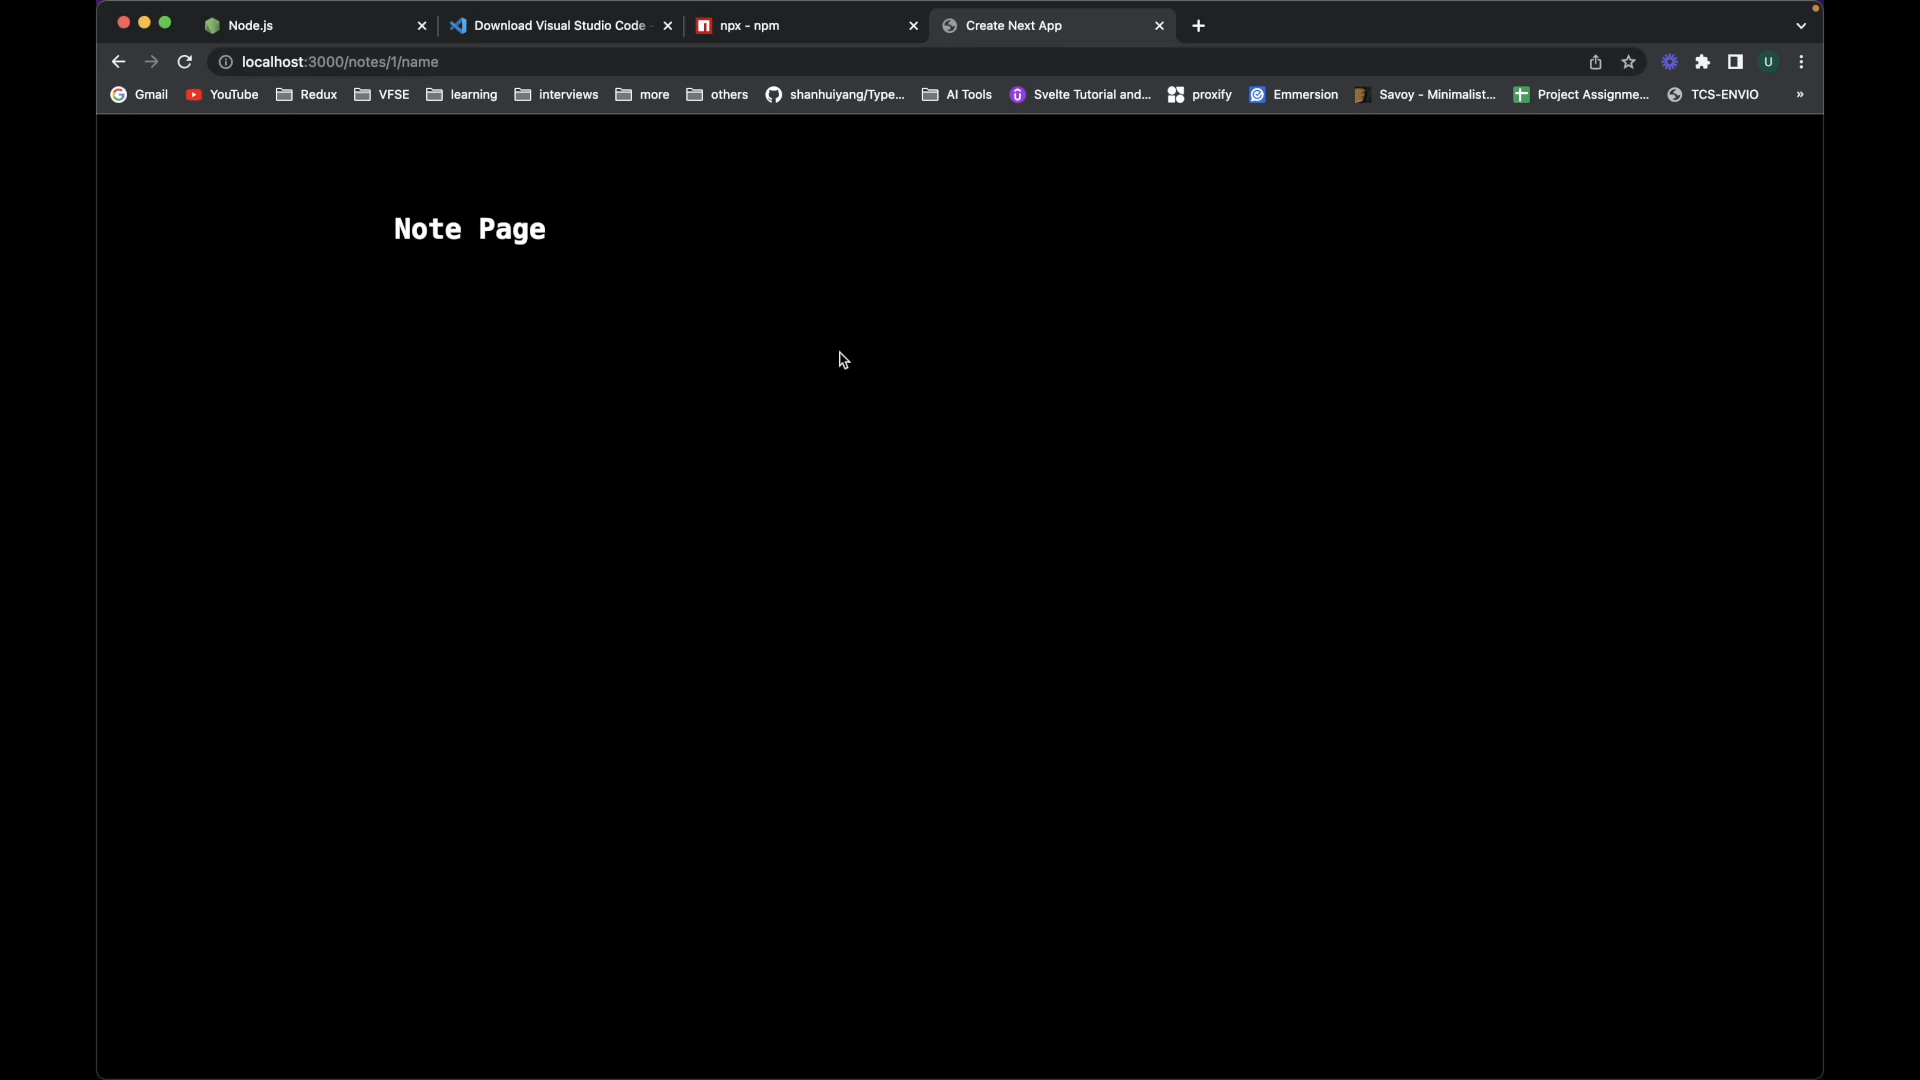 Node.js
Download Visual Studio Code -
npx - npm
Create Next App
localhost:3000/notes/1/name
U
Gmail
YouTube
Redux
VFSE
learning
interviews
more
others
shanhuiyang/Type...
AI Tools
Svelte Tutorial and...
proxify
Emmersion
Savoy - Minimalist...
Project Assignme...
TCS-ENVIO
»
Note Page